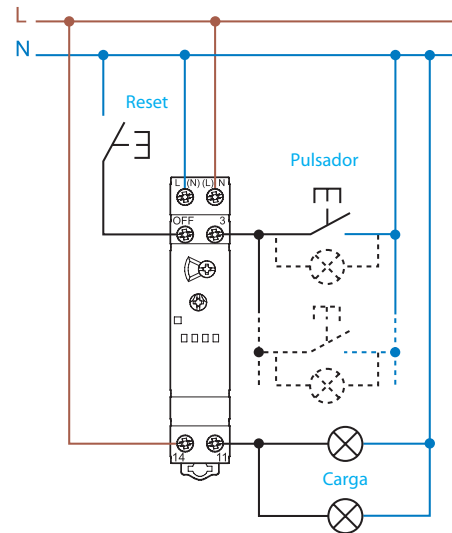 L
N
Reset
Pulsador
L (N) (L) N
OFF 3
14 11
Carga